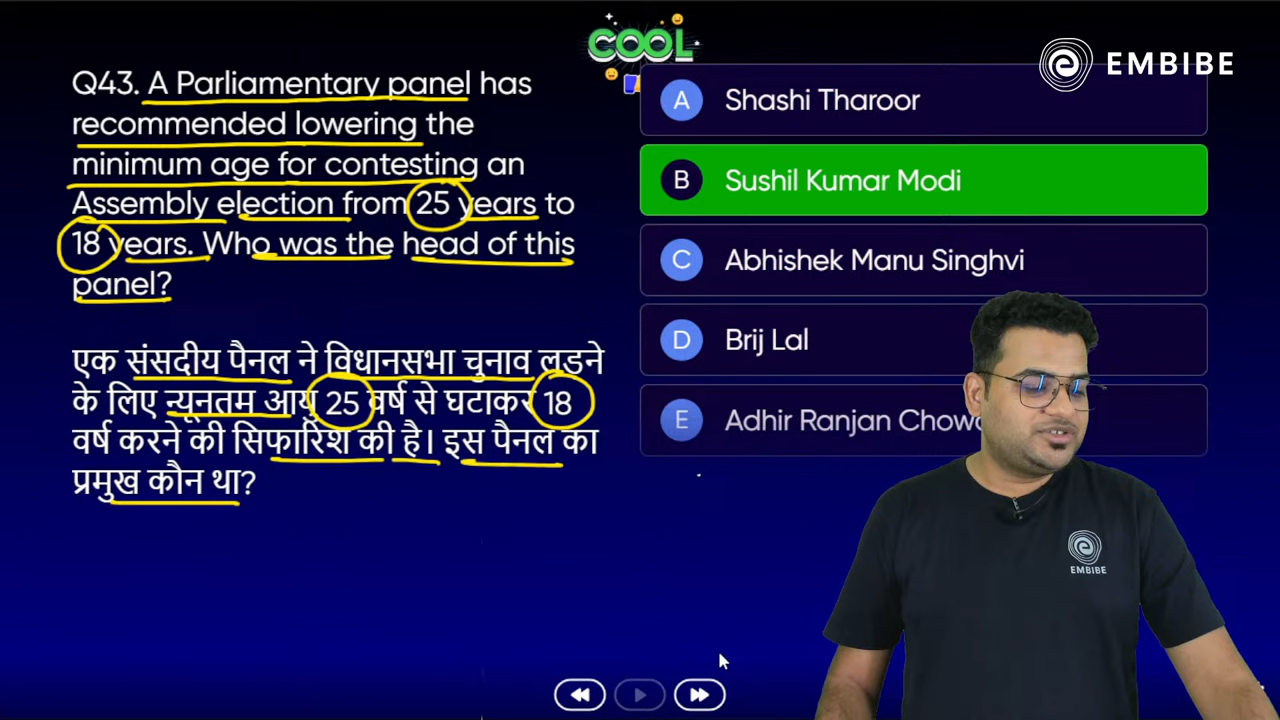 COOL
EMBIBE
Q43. A Parliamentary panel has
recommended lowering the
minimum age for contesting an
Assembly election from 25 years to
18 years. Who was the head of this
panel?
एक संसदीय पैनल ने विधानसभा चुनाव लड़ने
के लिए न्यूनतम आयु 25 वर्ष से घटाकर 18
वर्ष करने की सिफारिश की है। इस पैनल का
प्रमुख कौन था?
A Shashi Tharoor
B Sushil Kumar Modi
C Abhishek Manu Singhvi
D Brij Lal
E Adhir Ranjan
EMBIBE